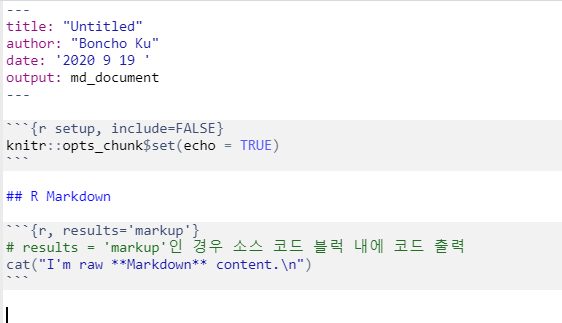 ---
title: "Untitled"
author: "Boncho Ku"
date: '2020 9 19 '
output: md_document
---
```{r setup, include=FALSE}
knitr::opts_chunk$set(echo = TRUE)
```
## R Markdown
```{r, results='markup'}
# results = 'markup'인 경우 소스 코드 블럭 내에 코드 출력
cat("I'm raw **Markdown** content.\n")
```